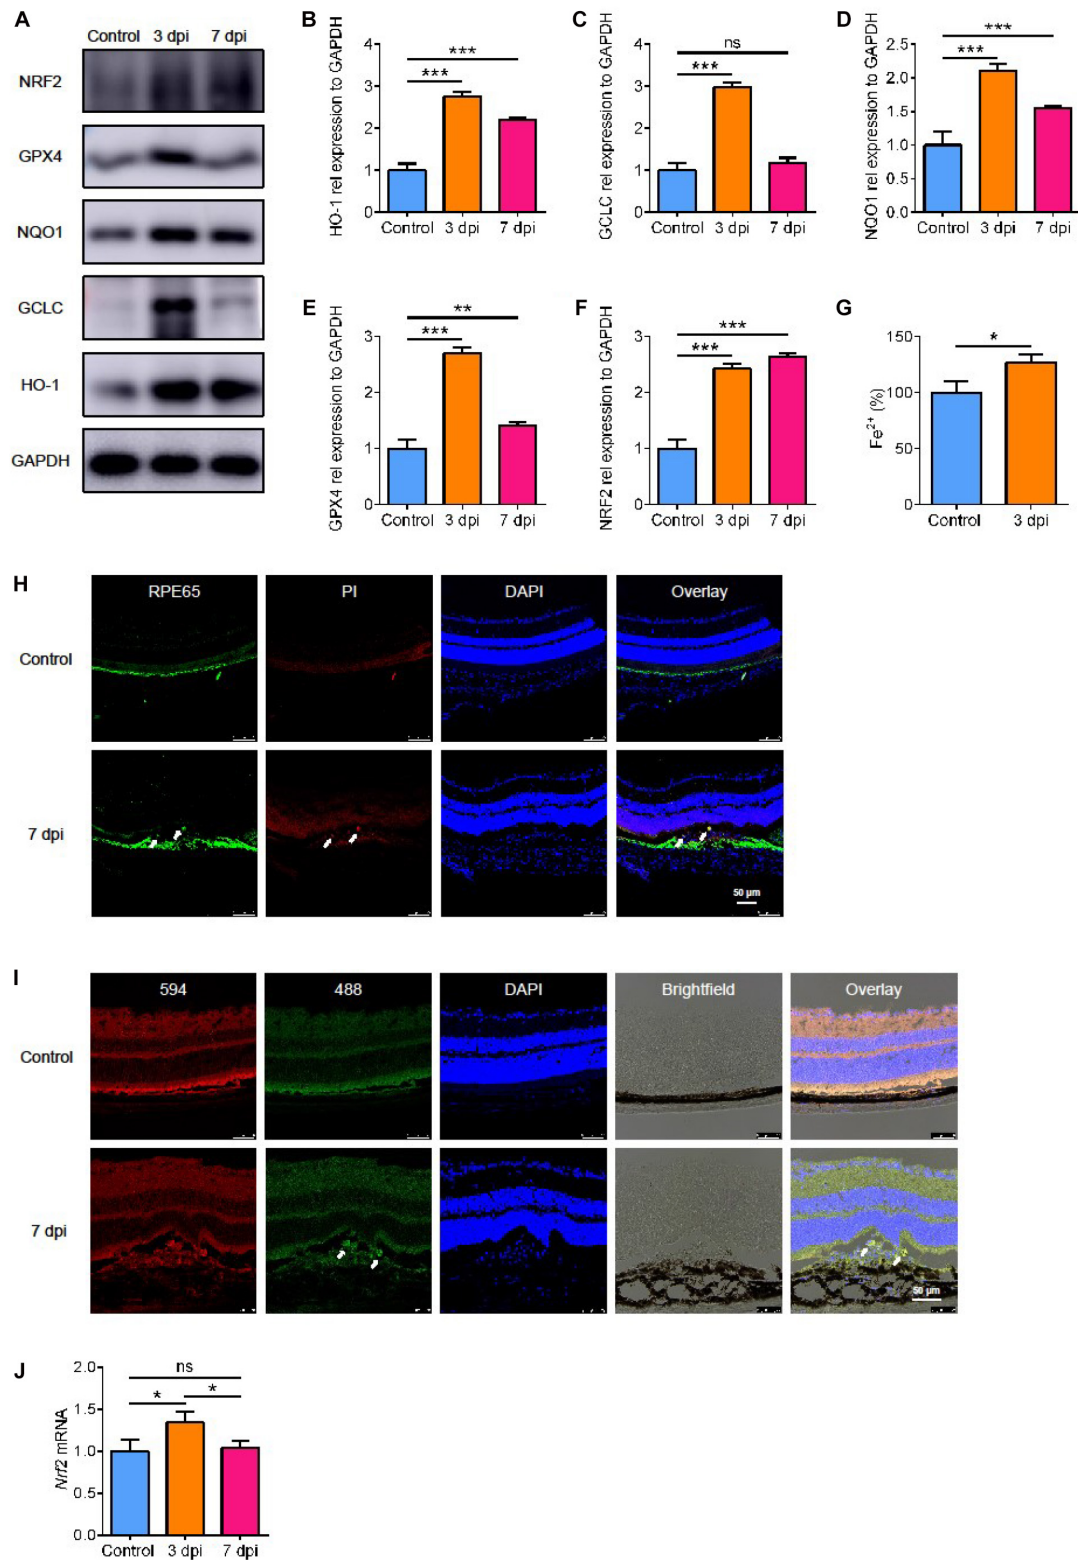 A
Control 3 dpi 7 dpi
NRF2
GPX4
NQO1
GCLC
HO-1
GAPDH
B
HO-1 rel expression to GAPDH
4
3
2
1
0
***
***
Control 3 dpi 7 dpi
C
GCLC rel expression to GAPDH
4
3
2
1
0
ns
***
Control 3 dpi 7 dpi
D
NQO1 rel expression to GAPDH
2.5
2.0
1.5
1.0
0.5
0.0
***
***
Control 3 dpi 7 dpi
E
GPX4 rel expression to GAPDH
3
2
1
0
**
***
Control 3 dpi 7 dpi
F
NRF2 rel expression to GAPDH
3
2
1
0
***
***
Control 3 dpi 7 dpi
G
Fe2+ (%)
150
100
50
0
*
Control 3 dpi
H
RPE65 PI DAPI Overlay
Control
7 dpi
50 µm
I
594 488 DAPI Brightfield Overlay
Control
7 dpi
50 µm
J
Nrf2 mRNA
2.0
1.5
1.0
0.5
0.0
ns
* *
Control 3 dpi 7 dpi